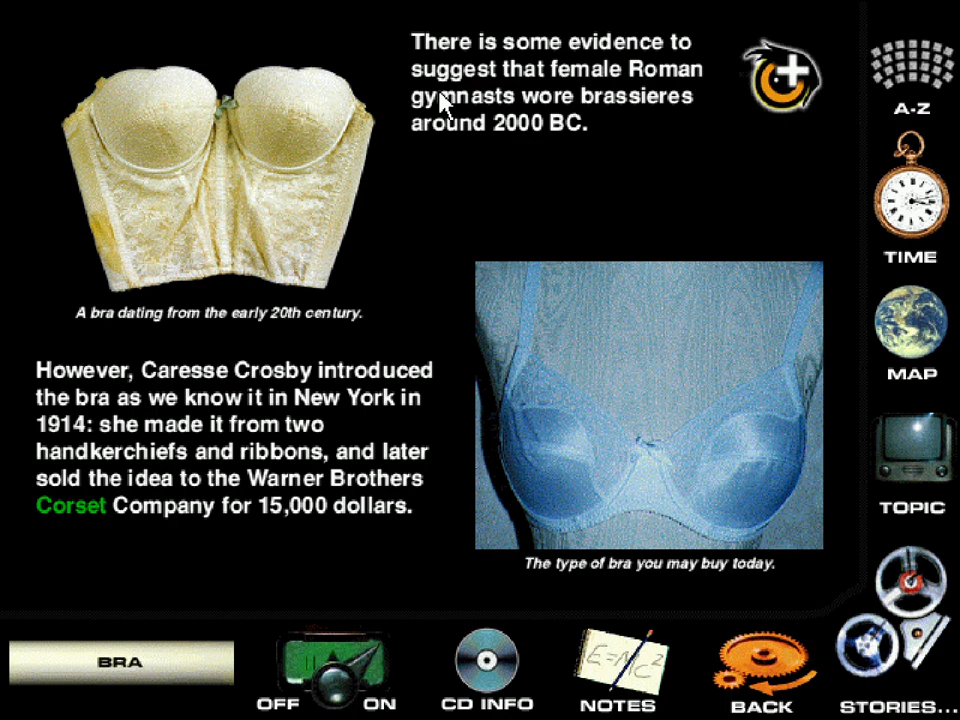 There is some evidence to
suggest that female Roman
gymnasts wore brassieres
around 2000 BC.
A-Z
TIME
A bra dating from the early 20th century.
However, Caresse Crosby introduced
the bra as we know it in New York in
1914: she made it from two
handkerchiefs and ribbons, and later
sold the idea to the Warner Brothers
Corset Company for 15,000 dollars.
MAP
TOPIC
The type of bra you may buy today.
BRA
OFF
ON
CD INFO
E=MC²
NOTES
BACK
STORIES...